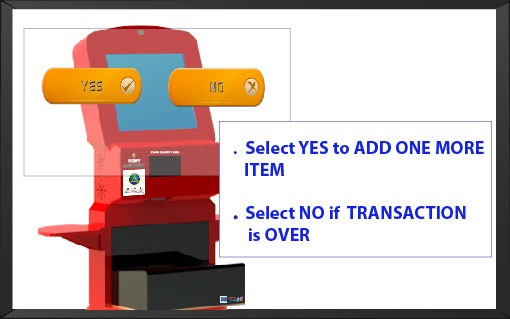 YES
NO
. Select YES to ADD ONE MORE
ITEM
. Select NO if TRANSACTION
is OVER